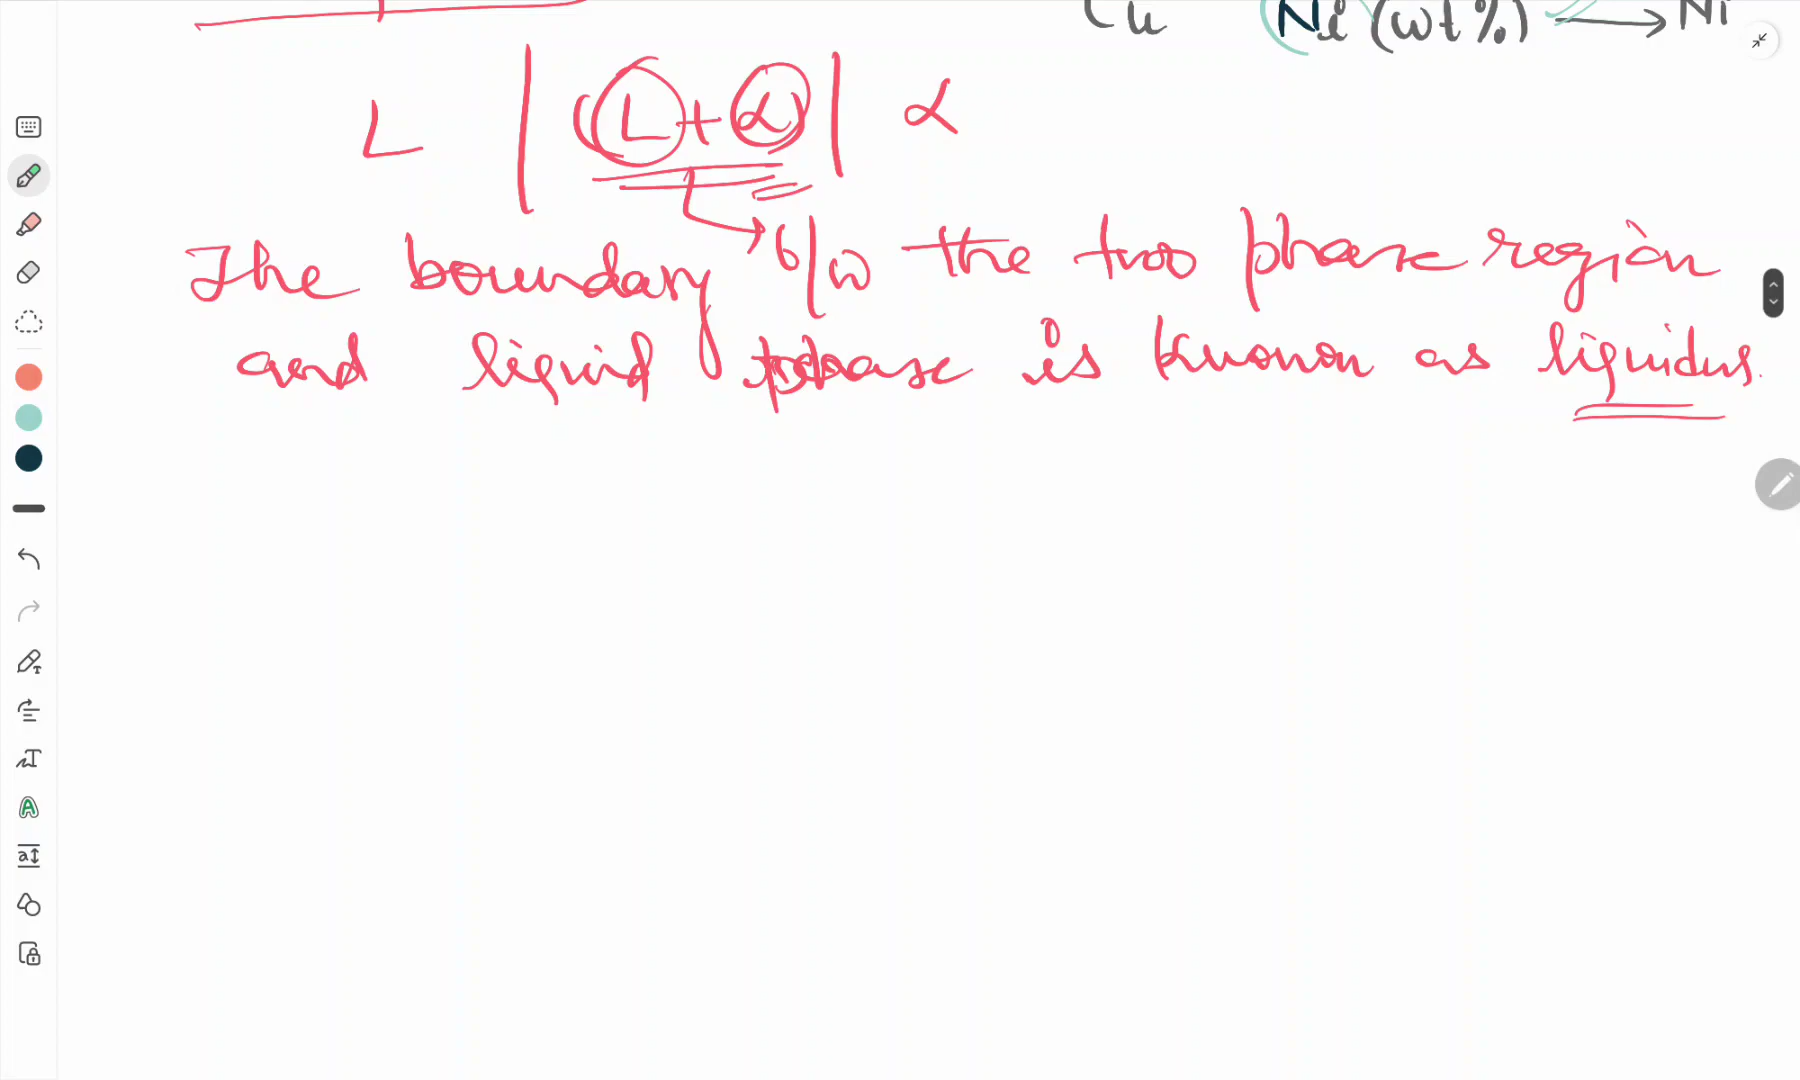 Cu Ni (wt%) → Ni
L | (L+α) | α
The boundary b/w the two phase region
and liquid phase is known as liquidus.